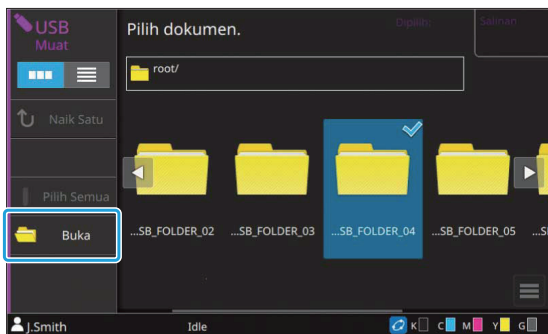 USB
Muat
Pilih dokumen.
Dipilih:
Salinan
root/
Naik Satu
Pilih Semua
Buka
...SB_FOLDER_02
...SB_FOLDER_03
...SB_FOLDER_04
...SB_FOLDER_05
...S
J.Smith
Idle
K
C
M
Y
G